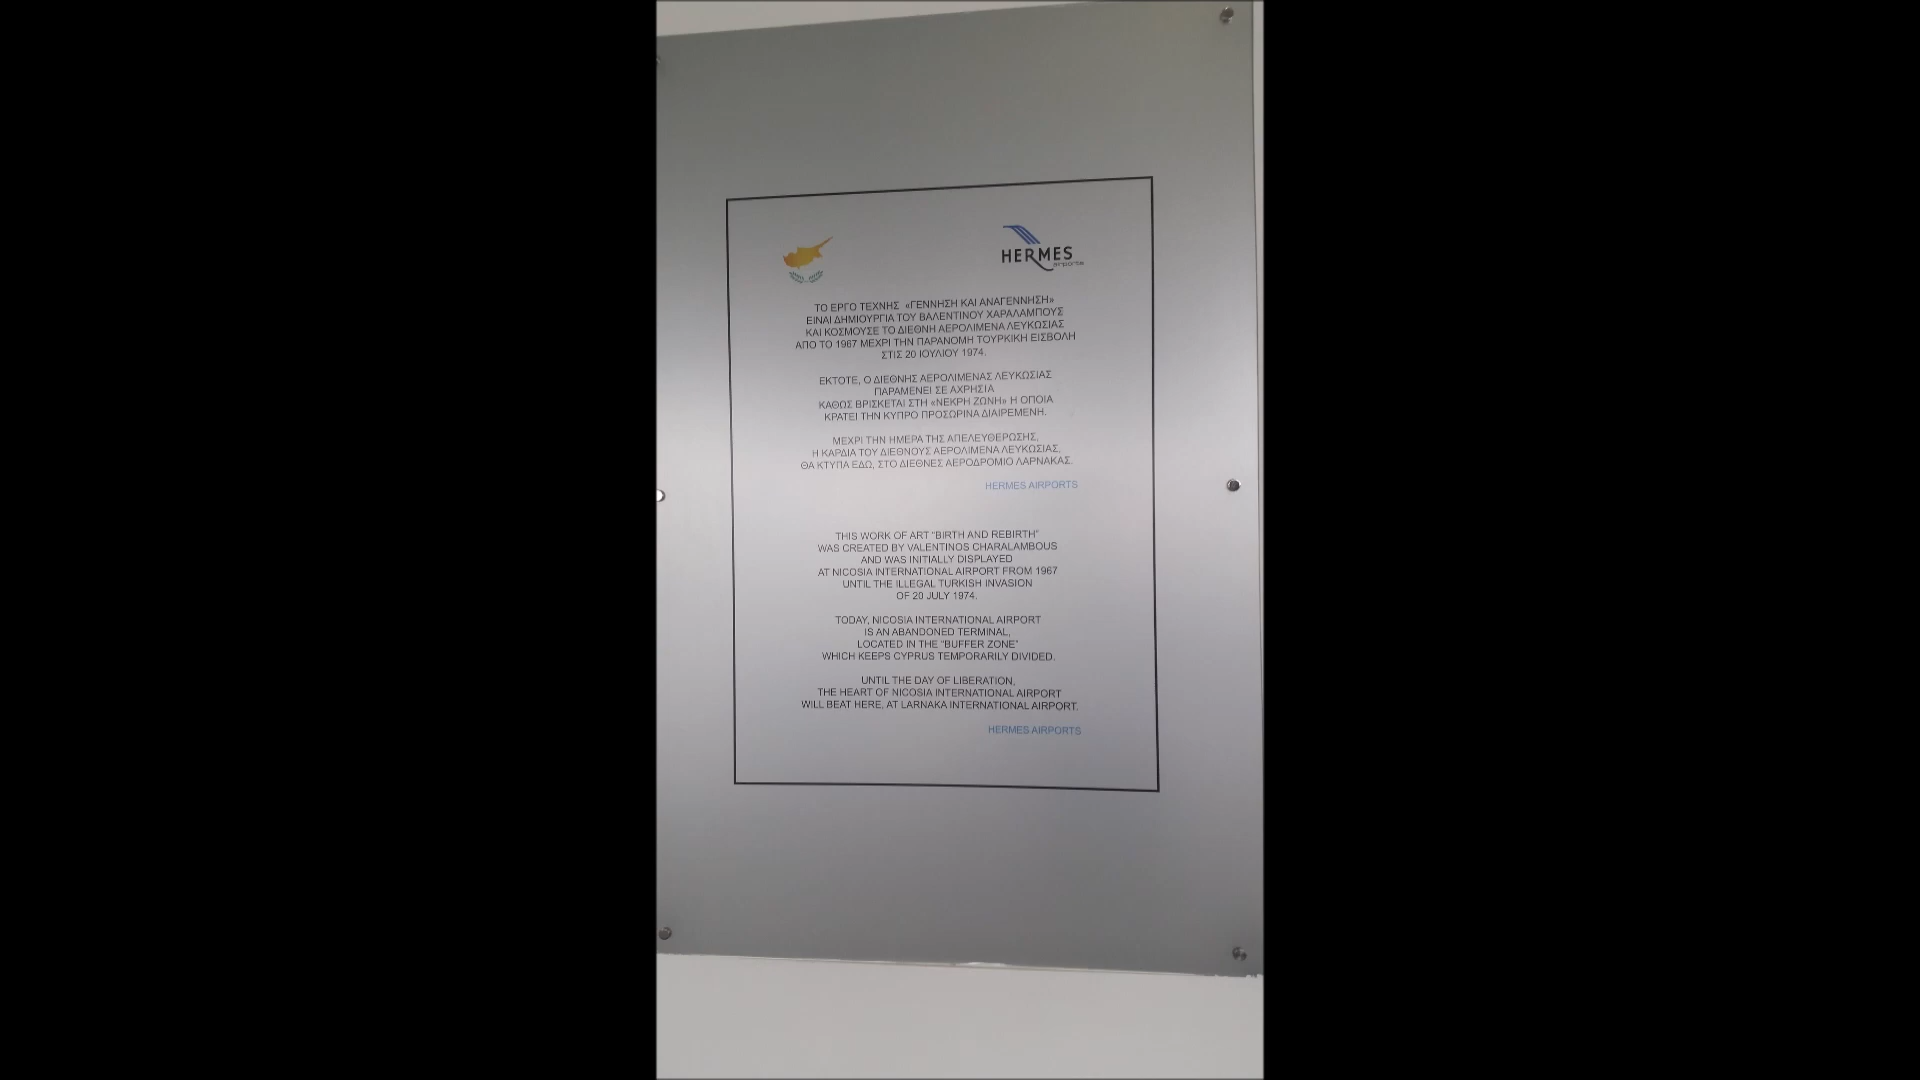 HERMES
airports
ΤΟ ΕΡΓΟ ΤΕΧΝΗΣ «ΓΕΝΝΗΣΗ ΚΑΙ ΑΝΑΓΕΝΝΗΣΗ»
ΕΙΝΑΙ ΔΗΜΙΟΥΡΓΙΑ ΤΟΥ ΒΑΛΕΝΤΙΝΟΥ ΧΑΡΑΛΑΜΠΟΥΣ
ΚΑΙ ΚΟΣΜΟΥΣΕ ΤΟ ΔΙΕΘΝΗ ΑΕΡΟΛΙΜΕΝΑ ΛΕΥΚΩΣΙΑΣ
ΑΠΟ ΤΟ 1967 ΜΕΧΡΙ ΤΗΝ ΠΑΡΑΝΟΜΗ ΤΟΥΡΚΙΚΗ ΕΙΣΒΟΛΗ
ΣΤΙΣ 20 ΙΟΥΛΙΟΥ 1974.
ΕΚΤΟΤΕ, Ο ΔΙΕΘΝΗΣ ΑΕΡΟΛΙΜΕΝΑΣ ΛΕΥΚΩΣΙΑΣ
ΠΑΡΑΜΕΝΕΙ ΣΕ ΑΧΡΗΣΙΑ
ΚΑΘΩΣ ΒΡΙΣΚΕΤΑΙ ΣΤΗ «ΝΕΚΡΗ ΖΩΝΗ» Η ΟΠΟΙΑ
ΚΡΑΤΕΙ ΤΗΝ ΚΥΠΡΟ ΠΡΟΣΩΡΙΝΑ ΔΙΑΙΡΕΜΕΝΗ.
ΜΕΧΡΙ ΤΗΝ ΗΜΕΡΑ ΤΗΣ ΑΠΕΛΕΥΘΕΡΩΣΗΣ,
Η ΚΑΡΔΙΑ ΤΟΥ ΔΙΕΘΝΟΥΣ ΑΕΡΟΛΙΜΕΝΑ ΛΕΥΚΩΣΙΑΣ,
ΘΑ ΚΤΥΠΑ ΕΔΩ, ΣΤΟ ΔΙΕΘΝΕΣ ΑΕΡΟΔΡΟΜΙΟ ΛΑΡΝΑΚΑΣ.
HERMES AIRPORTS
THIS WORK OF ART "BIRTH AND REBIRTH"
WAS CREATED BY VALENTINOS CHARALAMBOUS
AND WAS INITIALLY DISPLAYED
AT NICOSIA INTERNATIONAL AIRPORT FROM 1967
UNTIL THE ILLEGAL TURKISH INVASION
OF 20 JULY 1974.
TODAY, NICOSIA INTERNATIONAL AIRPORT
IS AN ABANDONED TERMINAL,
LOCATED IN THE "BUFFER ZONE"
WHICH KEEPS CYPRUS TEMPORARILY DIVIDED.
UNTIL THE DAY OF LIBERATION,
THE HEART OF NICOSIA INTERNATIONAL AIRPORT
WILL BEAT HERE, AT LARNAKA INTERNATIONAL AIRPORT.
HERMES AIRPORTS